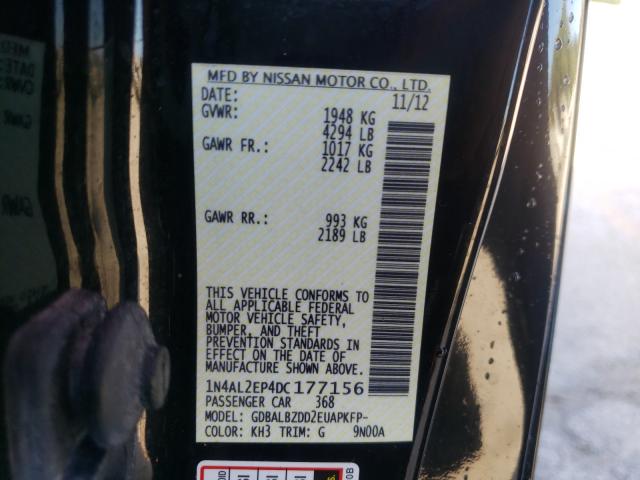 MFD BY NISSAN MOTOR CO., LTD.
DATE: 11/12
GVWR: 1948 KG
4294 LB
GAWR FR.: 1017 KG
2242 LB
GAWR RR.: 993 KG
2189 LB
THIS VEHICLE CONFORMS TO
ALL APPLICABLE FEDERAL
MOTOR VEHICLE SAFETY,
BUMPER, AND THEFT
PREVENTION STANDARDS IN
EFFECT ON THE DATE OF
MANUFACTURE SHOWN ABOVE.
1N4AL2EP4DC177156
PASSENGER CAR 368
MODEL: GDBALBZDD2EUAPKFP-
COLOR: KH3 TRIM: G 9N00A